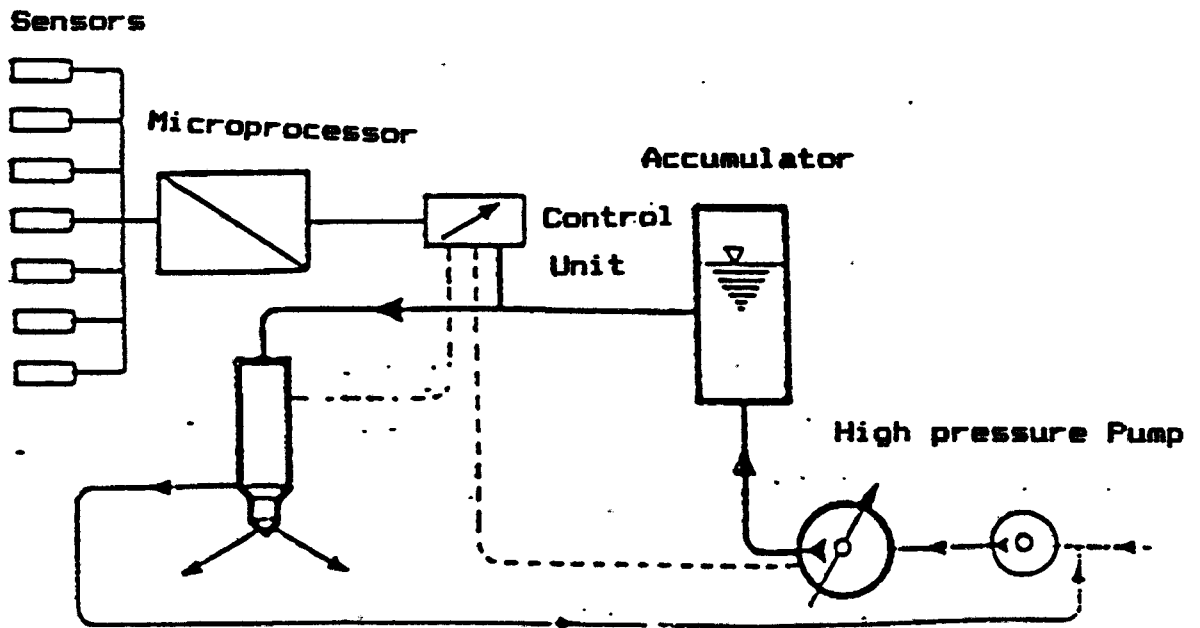 Sensors
Microprocessor
Accumulator
Control
Unit
High pressure Pump